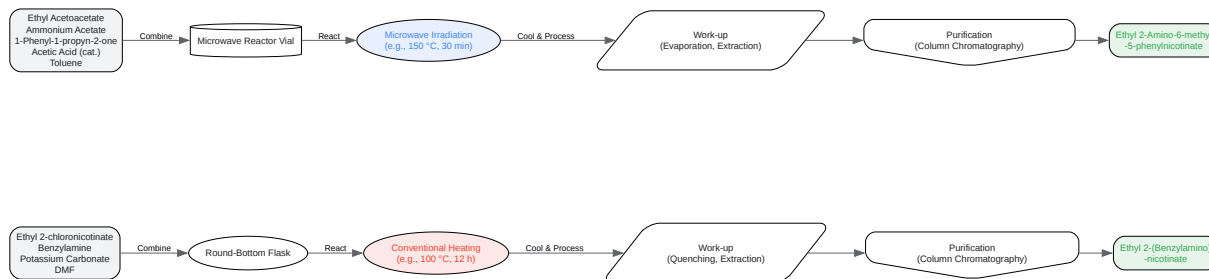 Ethyl Acetoacetate
Ammonium Acetate
1-Phenyl-1-propyn-2-one
Acetic Acid (cat.)
Toluene
Combine
Microwave Reactor Vial
React
Microwave Irradiation
(e.g., 150 °C, 30 min)
Cool & Process
Work-up
(Evaporation, Extraction)
Purification
(Column Chromatography)
Ethyl 2-Amino-6-methyl
-5-phenylnicotinate
Ethyl 2-chloronicotinate
Benzylamine
Potassium Carbonate
DMF
Combine
Round-Bottom Flask
React
Conventional Heating
(e.g., 100 °C, 12 h)
Cool & Process
Work-up
(Quenching, Extraction)
Purification
(Column Chromatography)
Ethyl 2-(Benzylamino)
-nicotinate